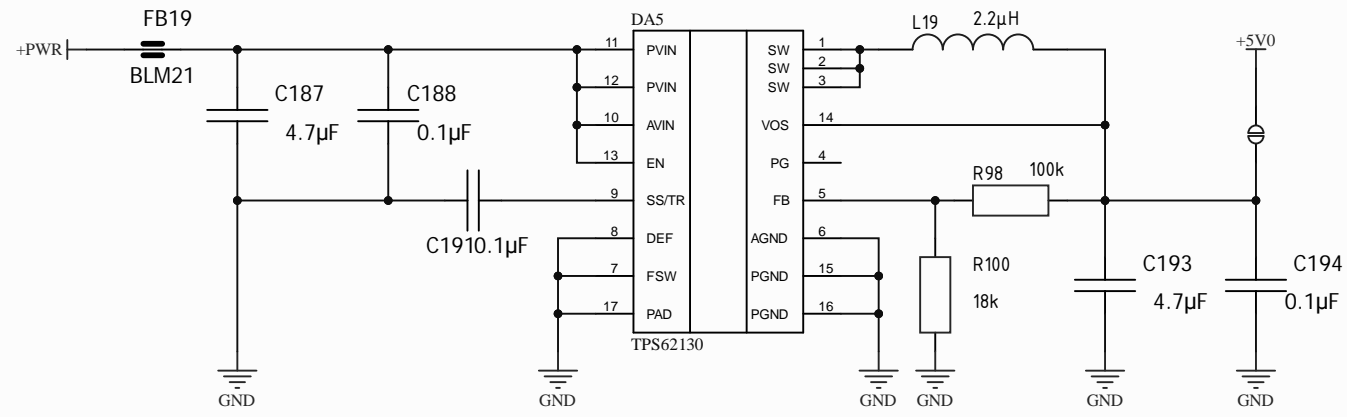 FB19
+PWR
BLM21
C187
4.7µF
C188
0.1µF
C1910.1µF
GND
GND
DA5
11 PVIN
12 PVIN
10 AVIN
13 EN
9 SS/TR
8 DEF
7 FSW
17 PAD
SW 1
SW 2
SW 3
VOS 14
PG 4
FB 5
AGND 6
PGND 15
PGND 16
TPS62130
L19 2.2µH
+5V0
R98 100k
R100
18k
C193
4.7µF
C194
0.1µF
GND
GND
GND
GND